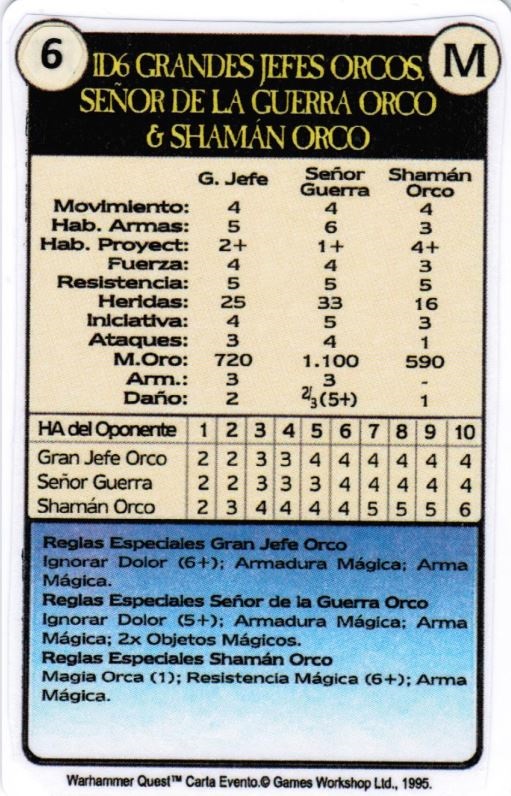 6
1D6 GRANDES JEFES ORCOS,
M
SEÑOR DE LA GUERRA ORCO
& SHAMÁN ORCO
G. Jefe Señor Guerra Shamán Orco
Movimiento: 4 4 4
Hab. Armas: 5 6 3
Hab. Proyect: 2+ 1+ 4+
Fuerza: 4 4 3
Resistencia: 5 5 5
Heridas: 25 33 16
Iniciativa: 4 5 3
Ataques: 3 4 1
M.Oro: 720 1.100 590
Arm.: 3 3 -
Daño: 2 2/3(5+) 1
HA del Oponente 1 2 3 4 5 6 7 8 9 10
Gran Jefe Orco 2 2 3 3 4 4 4 4 4 4
Señor Guerra 2 2 3 3 3 4 4 4 4 4
Shamán Orco 2 3 4 4 4 4 5 5 5 6
Reglas Especiales Gran Jefe Orco
Ignorar Dolor (6+); Armadura Mágica; Arma
Mágica.
Reglas Especiales Señor de la Guerra Orco
Ignorar Dolor (5+); Armadura Mágica; Arma
Mágica; 2x Objetos Mágicos.
Reglas Especiales Shamán Orco
Magia Orca (1); Resistencia Mágica (6+); Arma
Mágica.
Warhammer Quest™ Carta Evento.© Games Workshop Ltd., 1995.